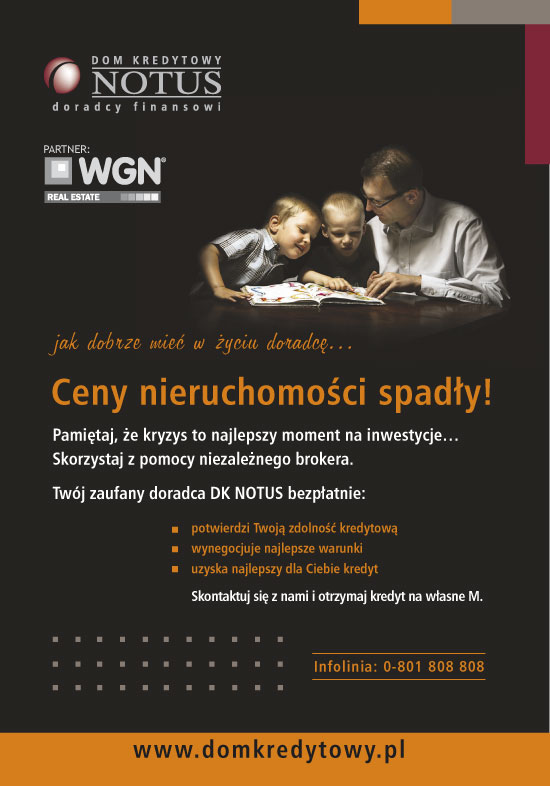 DOM KREDYTOWY
NOTUS
doradcy finansowi
PARTNER:
WGN®
REAL ESTATE
jak dobrze mieć w życiu doradcę...
Ceny nieruchomości spadły!
Pamiętaj, że kryzys to najlepszy moment na inwestycje...
Skorzystaj z pomocy niezależnego brokera.
Twój zaufany doradca DK NOTUS bezpłatnie:
potwierdzi Twoją zdolność kredytową
wynegocjuje najlepsze warunki
uzyska najlepszy dla Ciebie kredyt
Skontaktuj się z nami i otrzymaj kredyt na własne M.
Infolinia: 0-801 808 808
www.domkredytowy.pl